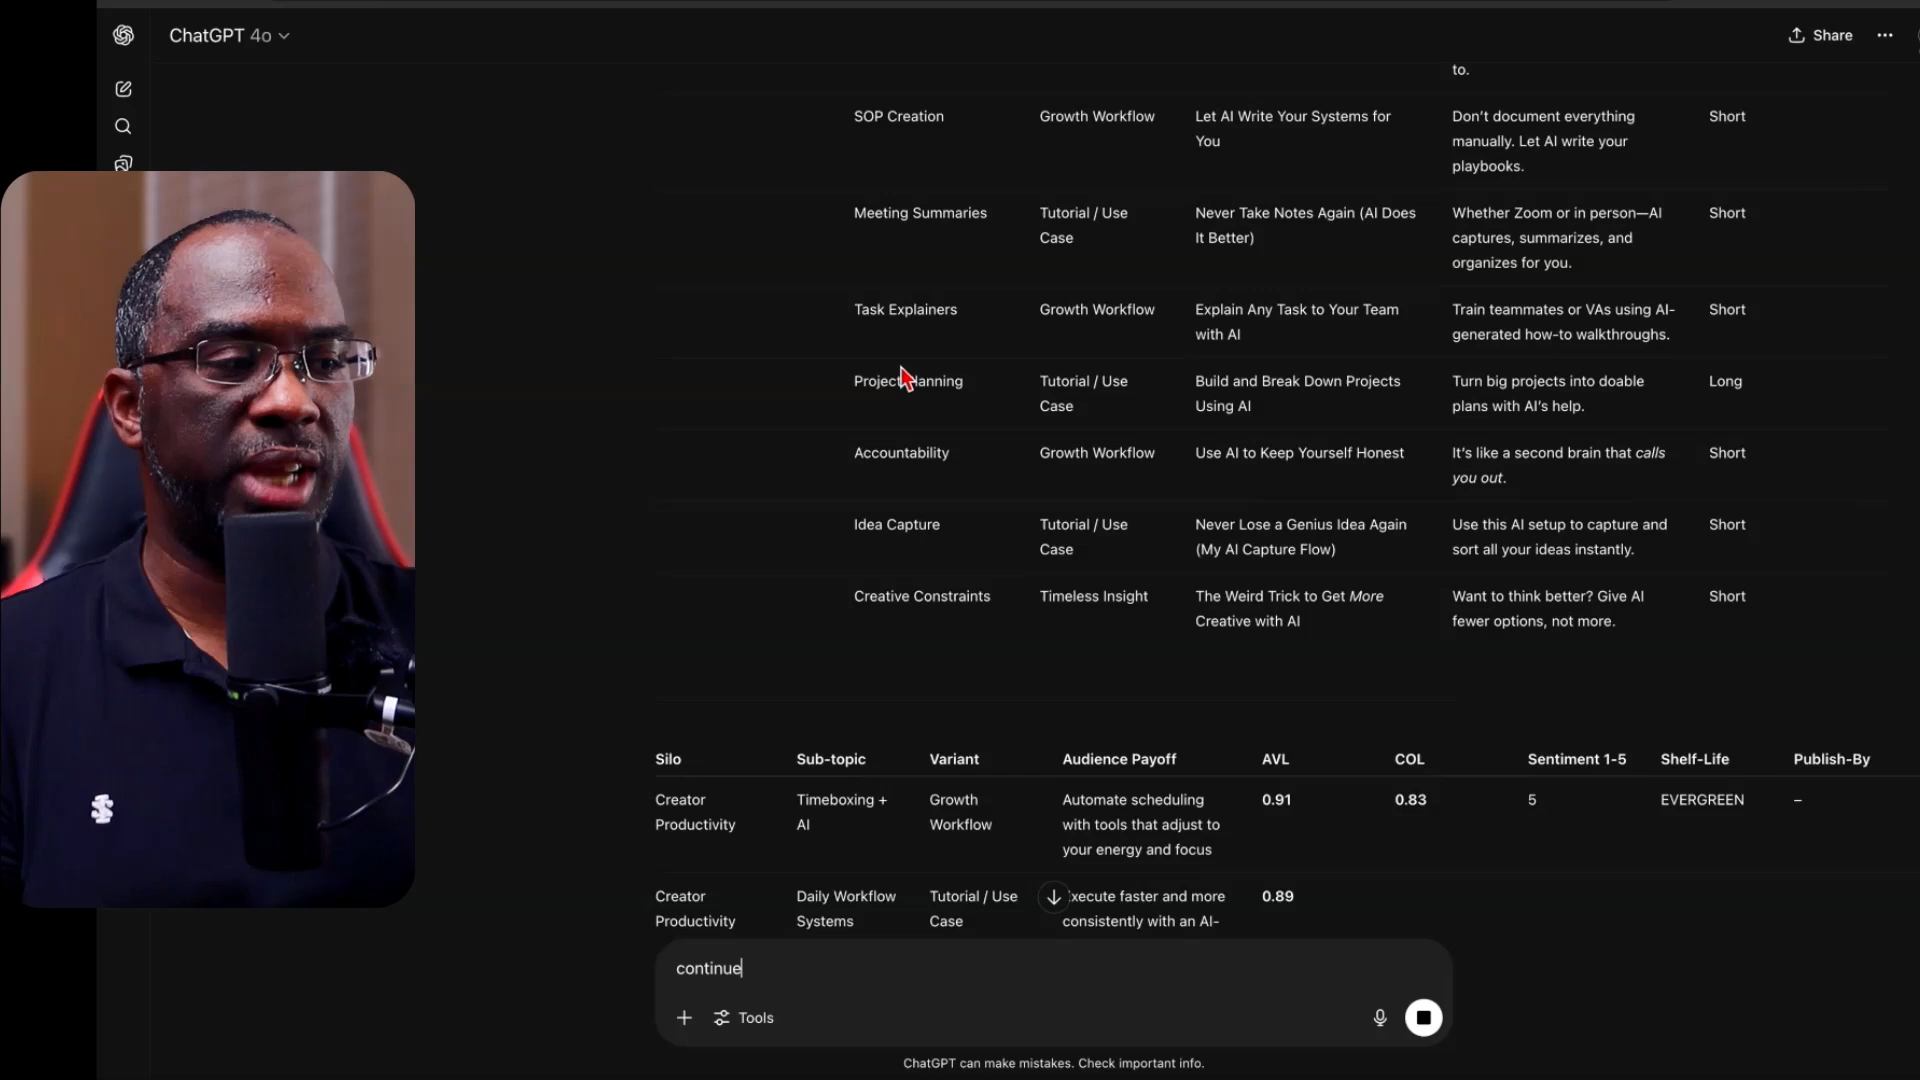 ChatGPT 4o
Share
to.
SOP Creation
Growth Workflow
Let AI Write Your Systems for
You
Don’t document everything
manually. Let AI write your
playbooks.
Short
Meeting Summaries
Tutorial / Use
Case
Never Take Notes Again (AI Does
It Better)
Whether Zoom or in person—AI
captures, summarizes, and
organizes for you.
Short
Task Explainers
Growth Workflow
Explain Any Task to Your Team
with AI
Train teammates or VAs using AI-
generated how-to walkthroughs.
Short
Project Planning
Tutorial / Use
Case
Build and Break Down Projects
Using AI
Turn big projects into doable
plans with AI’s help.
Long
Accountability
Growth Workflow
Use AI to Keep Yourself Honest
It’s like a second brain that calls
you out.
Short
Idea Capture
Tutorial / Use
Case
Never Lose a Genius Idea Again
(My AI Capture Flow)
Use this AI setup to capture and
sort all your ideas instantly.
Short
Creative Constraints
Timeless Insight
The Weird Trick to Get More
Creative with AI
Want to think better? Give AI
fewer options, not more.
Short
Silo
Sub-topic
Variant
Audience Payoff
AVL
COL
Sentiment 1-5
Shelf-Life
Publish-By
Creator
Productivity
Timeboxing +
AI
Growth
Workflow
Automate scheduling
with tools that adjust to
your energy and focus
0.91
0.83
5
EVERGREEN
–
Creator
Productivity
Daily Workflow
Systems
Tutorial / Use
Case
Execute faster and more
consistently with an AI-
0.89
continue
Tools
ChatGPT can make mistakes. Check important info.